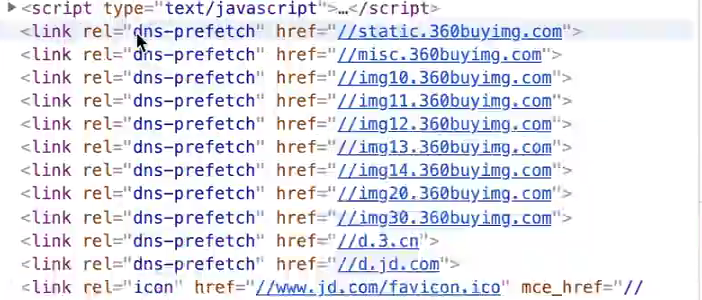 ▶<script type="text/javascript">…</script>
<link rel="dns-prefetch" href="//static.360buyimg.com">
<link rel="dns-prefetch" href="//misc.360buyimg.com">
<link rel="dns-prefetch" href="//img10.360buyimg.com">
<link rel="dns-prefetch" href="//img11.360buyimg.com">
<link rel="dns-prefetch" href="//img12.360buyimg.com">
<link rel="dns-prefetch" href="//img13.360buyimg.com">
<link rel="dns-prefetch" href="//img14.360buyimg.com">
<link rel="dns-prefetch" href="//img20.360buyimg.com">
<link rel="dns-prefetch" href="//img30.360buyimg.com">
<link rel="dns-prefetch" href="//d.3.cn">
<link rel="dns-prefetch" href="//d.jd.com">
<link rel="icon" href="//www.jd.com/favicon.ico" mce_href="//